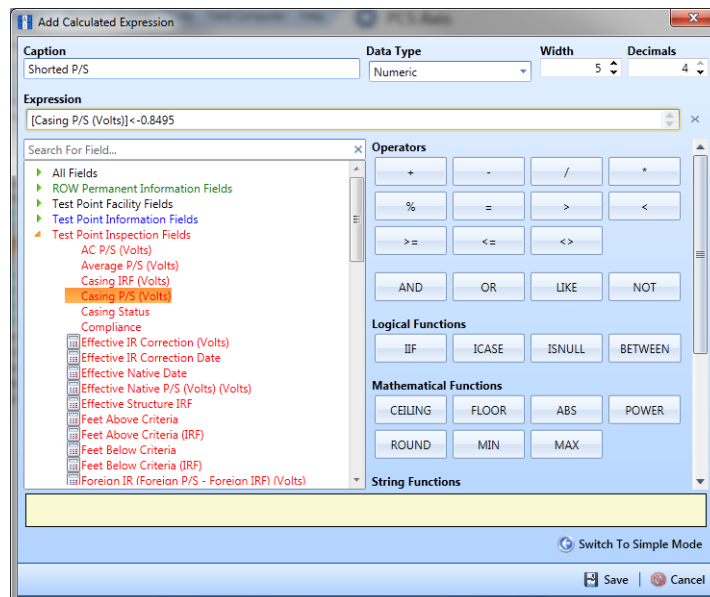 Add Calculated Expression
Caption
Data Type
Width
Decimals
Shorted P/S
Numeric
5
4
Expression
[Casing P/S (Volts)]<-0.8495
Search For Field...
All Fields
ROW Permanent Information Fields
Test Point Facility Fields
Test Point Information Fields
Test Point Inspection Fields
AC P/S (Volts)
Average P/S (Volts)
Casing IRF (Volts)
Casing P/S (Volts)
Casing Status
Compliance
Effective IR Correction (Volts)
Effective IR Correction Date
Effective Native Date
Effective Native P/S (Volts) (Volts)
Effective Structure IRF
Feet Above Criteria
Feet Above Criteria (IRF)
Feet Below Criteria
Feet Below Criteria (IRF)
Foreign IR (Foreign P/S - Foreign IRF) (Volts)
Operators
+ - / *
% = > <
>= <= <>
AND OR LIKE NOT
Logical Functions
IIF ICASE ISNULL BETWEEN
Mathematical Functions
CEILING FLOOR ABS POWER
ROUND MIN MAX
String Functions
Switch To Simple Mode
Save | Cancel